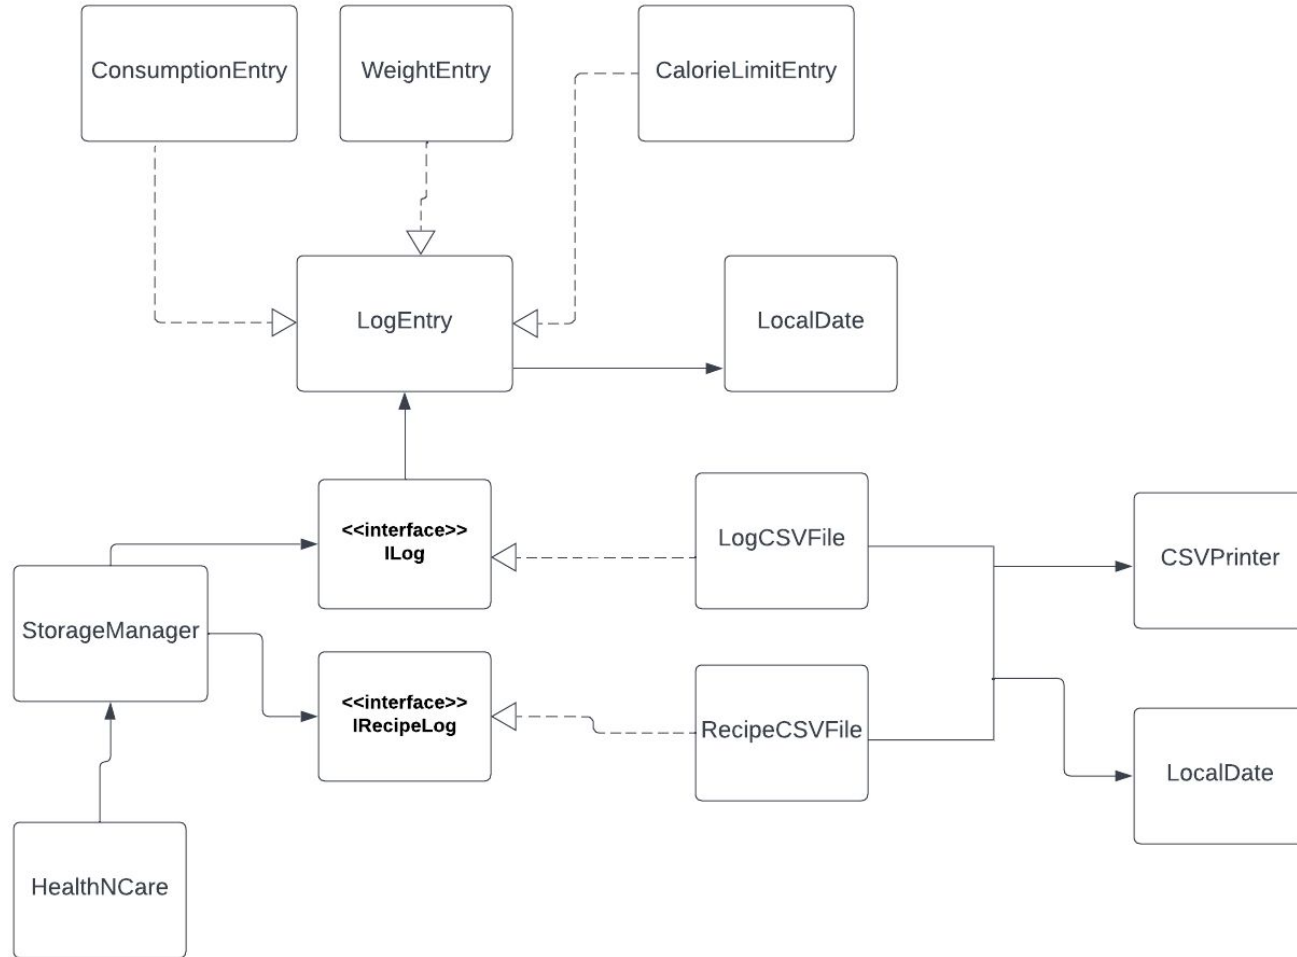 ConsumptionEntry
WeightEntry
CalorieLimitEntry
LogEntry
LocalDate
<<interface>>
ILog
LogCSVFile
CSVPrinter
StorageManager
<<interface>>
IRecipeLog
RecipeCSVFile
LocalDate
HealthNCare